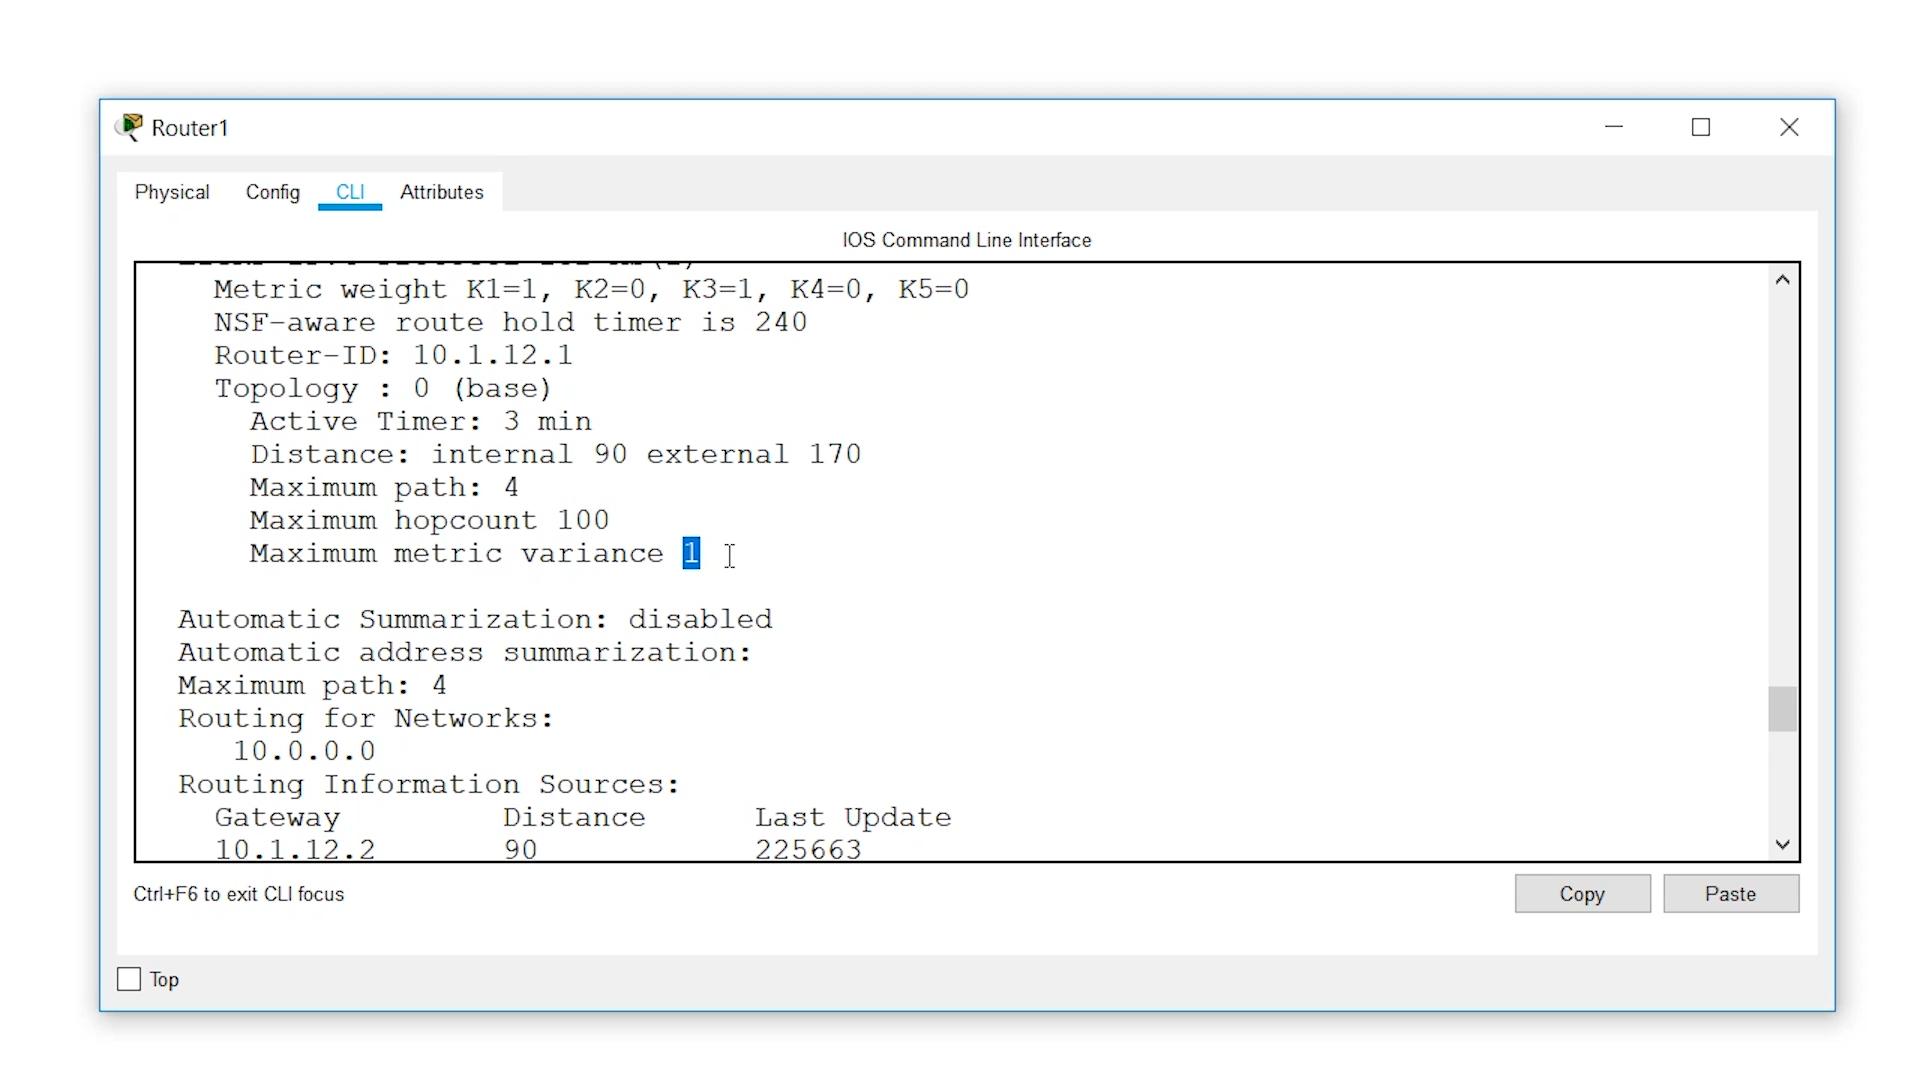 Router1
Physical Config CLI Attributes
IOS Command Line Interface
Metric weight K1=1, K2=0, K3=1, K4=0, K5=0
NSF-aware route hold timer is 240
Router-ID: 10.1.12.1
Topology : 0 (base)
Active Timer: 3 min
Distance: internal 90 external 170
Maximum path: 4
Maximum hopcount 100
Maximum metric variance 1
Automatic Summarization: disabled
Automatic address summarization:
Maximum path: 4
Routing for Networks:
10.0.0.0
Routing Information Sources:
Gateway Distance Last Update
10.1.12.2 90 225663
Ctrl+F6 to exit CLI focus
Copy Paste
Top